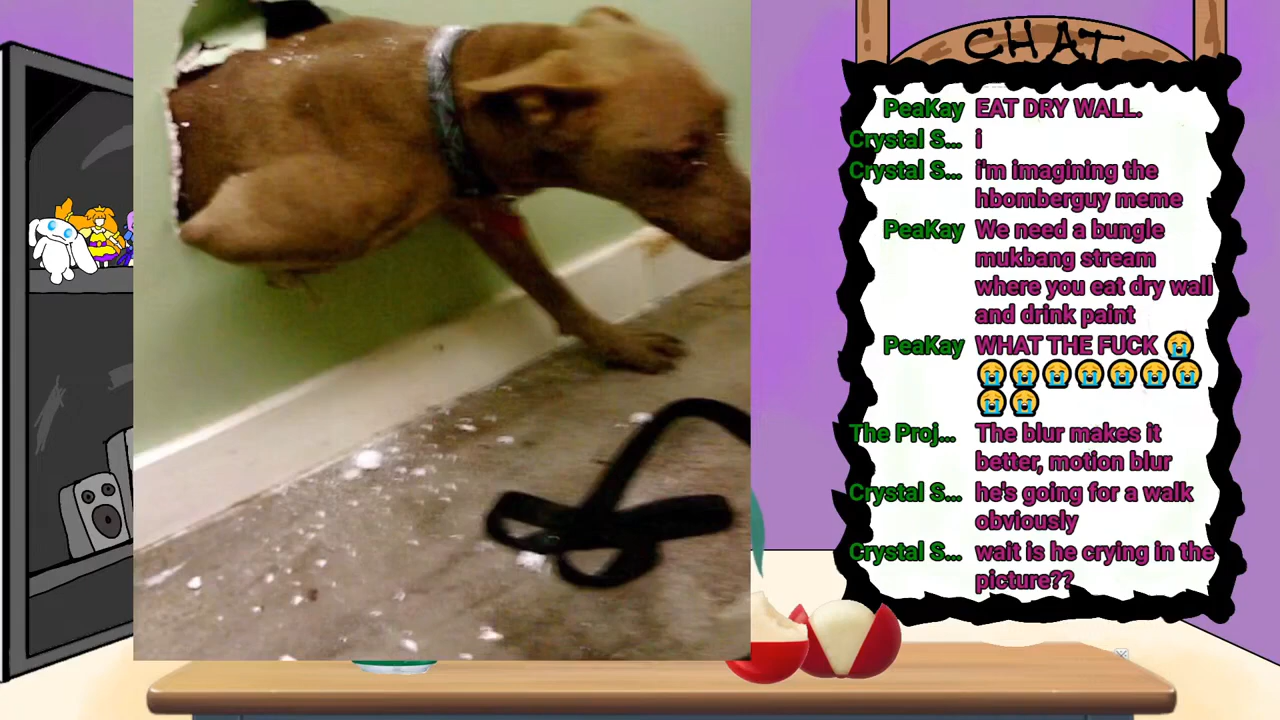 CHAT
PeaKay EAT DRY WALL.
Crystal S... i
Crystal S... i'm imagining the
hbomberguy meme
PeaKay We need a bungle
mukbang stream
where you eat dry wall
and drink paint
PeaKay WHAT THE FUCK 😭
😭😭😭😭😭😭😭
😭😭
The Proj... The blur makes it
better, motion blur
Crystal S... he's going for a walk
obviously
Crystal S... wait is he crying in the
picture??